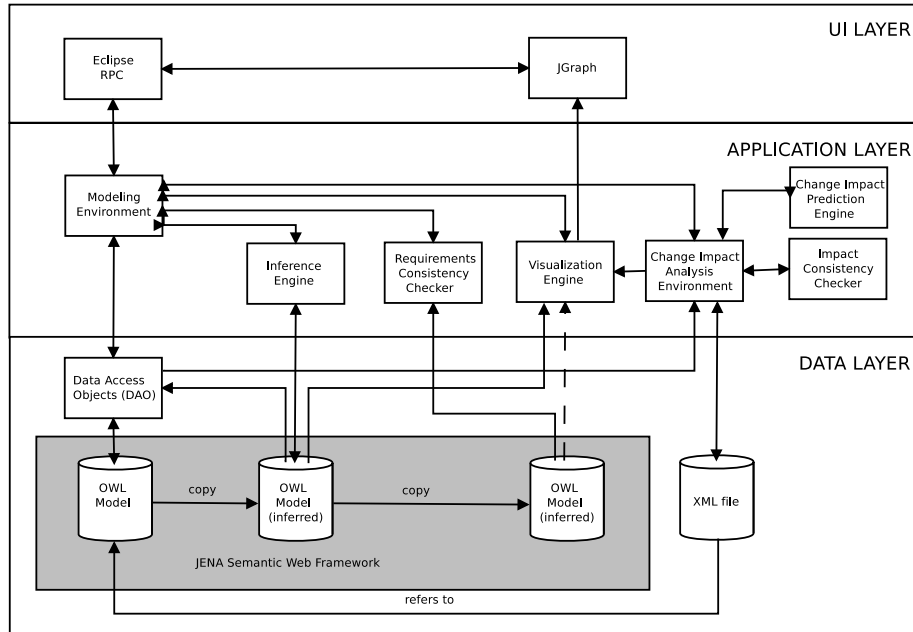 UI LAYER
Eclipse
RPC
JGraph
APPLICATION LAYER
Modeling
Environment
Change Impact
Prediction
Engine
Inference
Engine
Requirements
Consistency
Checker
Visualization
Engine
Change Impact
Analysis
Environment
Impact
Consistency
Checker
DATA LAYER
Data Access
Objects (DAO)
OWL
Model
copy
OWL
Model
(inferred)
copy
OWL
Model
(inferred)
XML file
JENA Semantic Web Framework
refers to